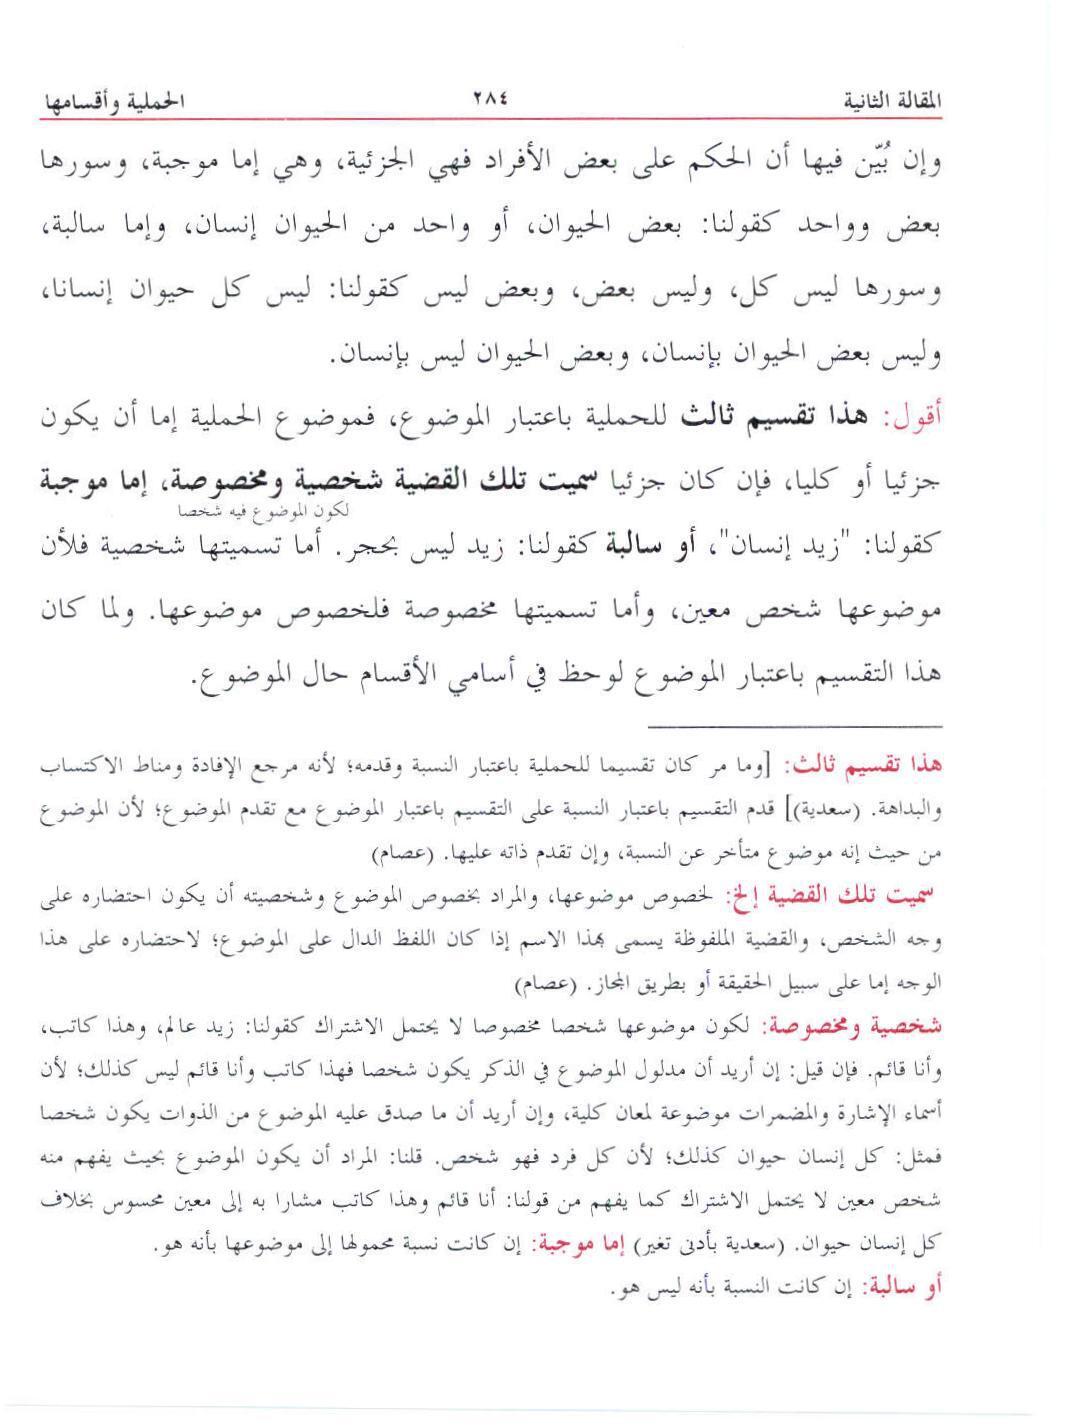 المقالة الثانية ٢٨٤ الحملية وأقسامها
وإن بُيّن فيها أن الحكم على بعض الأفراد فهي الجزئية، وهي إما موجبة، وسورها
بعض وواحد كقولنا: بعض الحيوان، أو واحد من الحيوان إنسان، وإما سالبة،
وسورها ليس كل، وليس بعض، وبعض ليس كقولنا: ليس كل حيوان إنسانا،
وليس بعض الحيوان بإنسان، وبعض الحيوان ليس بإنسان.
أقول: هذا تقسيم ثالث للحملية باعتبار الموضوع، فموضوع الحملية إما أن يكون
جزئيا أو كليا، فإن كان جزئيا سميت تلك القضية شخصية ومخصوصة، إما موجبة
لكون الموضوع فيه شخصا
كقولنا: "زيد إنسان"، أو سالبة كقولنا: زيد ليس بحجر. أما تسميتها شخصية فلأن
موضوعها شخص معين، وأما تسميتها مخصوصة فلخصوص موضوعها. ولما كان
هذا التقسيم باعتبار الموضوع لوحظ في أسامي الأقسام حال الموضوع.
هذا تقسيم ثالث: [وما مر كان تقسيما للحملية باعتبار النسبة وقدمه؛ لأنه مرجع الإفادة ومناط الاكتساب
والبداهة. (سعدية)] قدم التقسيم باعتبار النسبة على التقسيم باعتبار الموضوع مع تقدم الموضوع؛ لأن الموضوع
من حيث إنه موضوع متأخر عن النسبة، وإن تقدم ذاته عليها. (عصام)
سميت تلك القضية إلخ: لخصوص موضوعها، والمراد بخصوص الموضوع وشخصيته أن يكون احتضاره على
وجه الشخص، والقضية الملفوظة يسمى بهذا الاسم إذا كان اللفظ الدال على الموضوع؛ لاحتضاره على هذا
الوجه إما على سبيل الحقيقة أو بطريق المجاز. (عصام)
شخصية ومخصوصة: لكون موضوعها شخصا مخصوصا لا يحتمل الاشتراك كقولنا: زيد عالم، وهذا كاتب،
وأنا قائم. فإن قيل: إن أريد أن مدلول الموضوع في الذكر يكون شخصا فهذا كاتب وأنا قائم ليس كذلك؛ لأن
أسماء الإشارة والمضمرات موضوعة لمعان كلية، وإن أريد أن ما صدق عليه الموضوع من الذوات يكون شخصا
فمثل: كل إنسان حيوان كذلك؛ لأن كل فرد فهو شخص. قلنا: المراد أن يكون الموضوع بحيث يفهم منه
شخص معين لا يحتمل الاشتراك كما يفهم من قولنا: أنا قائم وهذا كاتب مشارا به إلى معين محسوس بخلاف
كل إنسان حيوان. (سعدية بأدنى تغير) إما موجبة: إن كانت نسبة محمولها إلى موضوعها بأنه هو.
أو سالبة: إن كانت النسبة بأنه ليس هو.